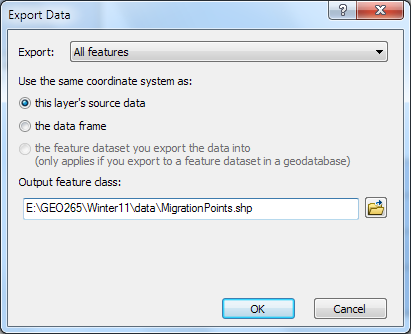 Export Data
Export: All features
Use the same coordinate system as:
this layer's source data
the data frame
the feature dataset you export the data into
(only applies if you export to a feature dataset in a geodatabase)
Output feature class:
E:\GEO265\Winter11\data\MigrationPoints.shp
OK Cancel